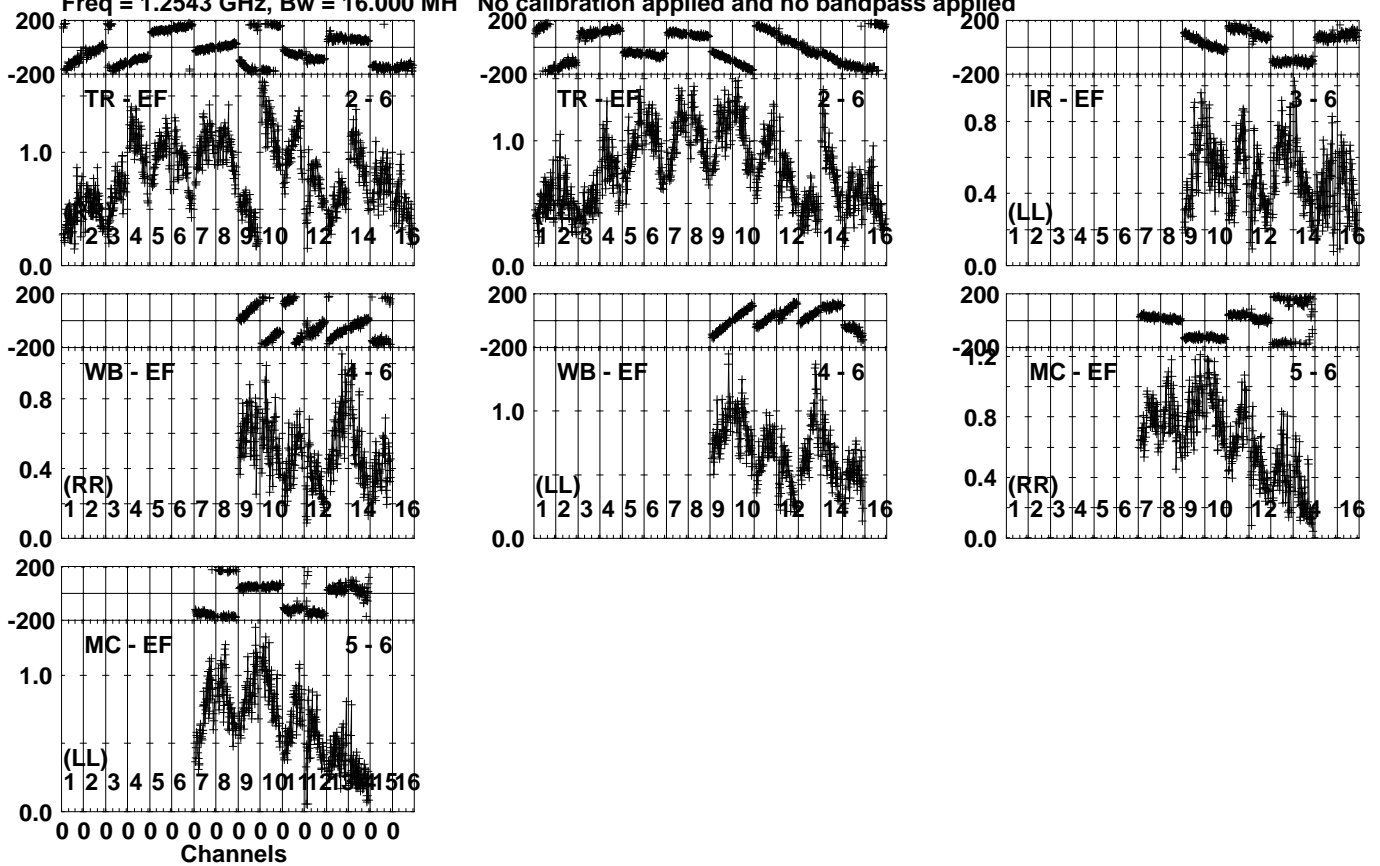 Freq = 1.2543 GHz, Bw = 16.000 MH No calibration applied and no bandpass applied
200
-200
TR - EF 2 - 6
1.0
1 2 3 4 5 6 7 8 9 10 12 14 16
0.0
TR - EF 2 - 6
200
-200
1.0
1 2 3 4 5 6 7 8 9 10 12 14 16
0.0
200
-200
IR - EF 3 - 6
0.8
0.4
(LL)
1 2 3 4 5 6 7 8 9 10 12 14 16
0.0
200
-200
WB - EF 4 - 6
0.8
0.4
(RR)
1 2 3 4 5 6 7 8 9 10 12 14 16
0.0
200
-200
WB - EF 4 - 6
1.0
(LL)
1 2 3 4 5 6 7 8 9 10 12 14 16
0.0
200
-200
1.2
MC - EF 5 - 6
0.8
0.4
(RR)
1 2 3 4 5 6 7 8 9 10 12 14 16
0.0
200
-200
MC - EF 5 - 6
1.0
(LL)
1 2 3 4 5 6 7 8 9 10 11 12 13 14 15 16
0.0
0 0 0 0 0 0 0 0 0 0 0 0 0 0 0 0
Channels